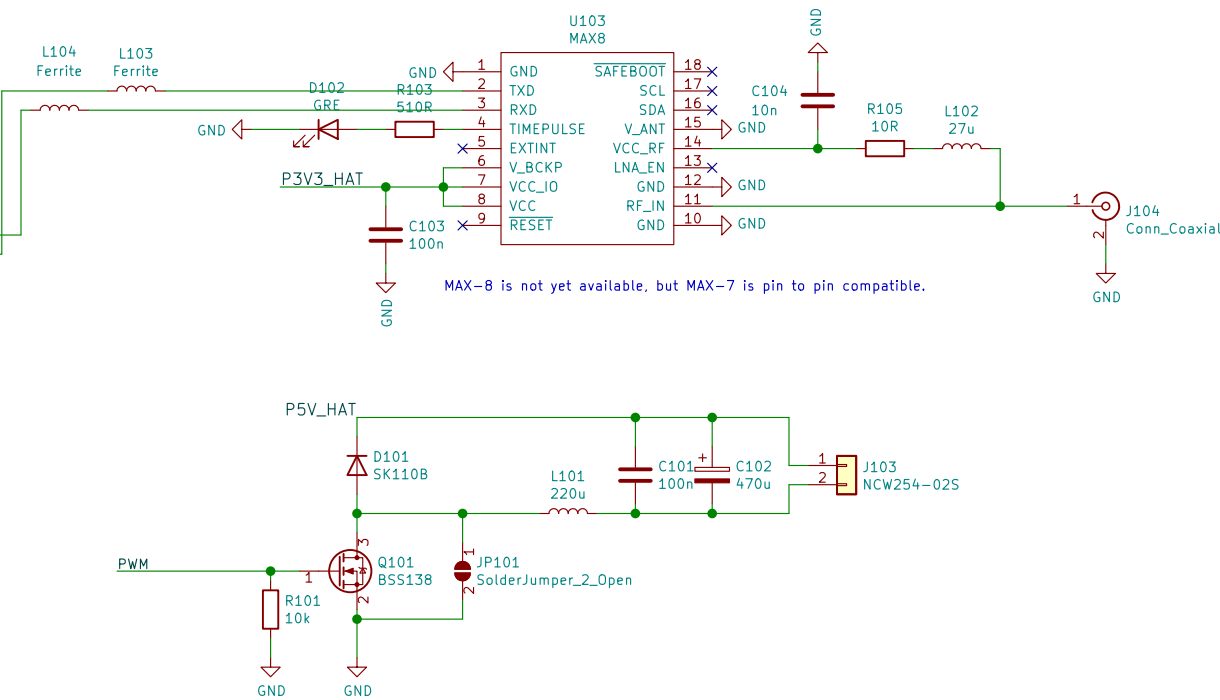 GND
U103
MAX8
L104
Ferrite
L103
Ferrite
GND
1
GND
SAFEBOOT
18
D102
GRE
R103
510R
2
TXD
SCL
17
C104
10n
3
RXD
SDA
16
R105
10R
L102
27u
GND
4
TIMEPULSE
V_ANT
15
GND
5
EXTINT
VCC_RF
14
6
V_BCKP
LNA_EN
13
P3V3_HAT
7
VCC_IO
GND
12
GND
8
VCC
RF_IN
11
1
J104
Conn_Coaxial
2
C103
100n
9
RESET
GND
10
GND
GND
MAX-8 is not yet available, but MAX-7 is pin to pin compatible.
GND
P5V_HAT
D101
SK110B
L101
220u
C101
100n
+
C102
470u
1
2
J103
NCW254-02S
PWM
3
1
2
Q101
BSS138
1
JP101
SolderJumper_2_Open
2
R101
10k
GND
GND